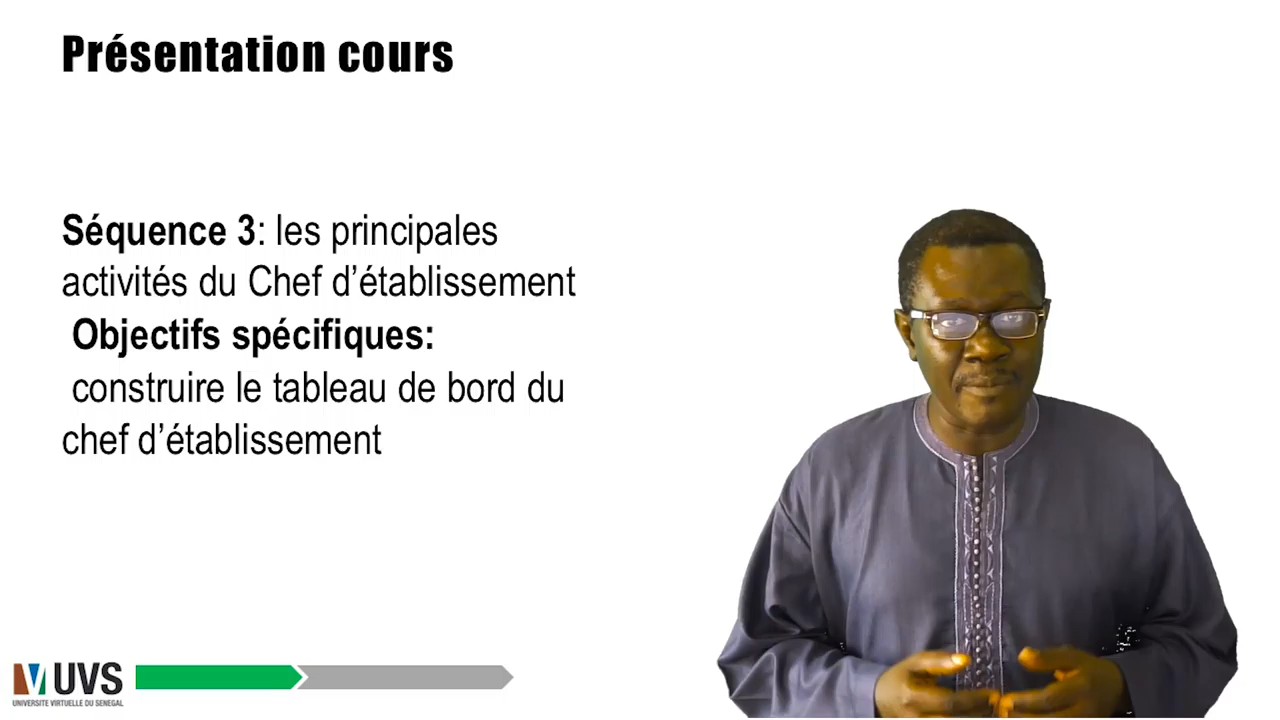 Présentation cours
Séquence 3: les principales
activités du Chef d’établissement
Objectifs spécifiques:
construire le tableau de bord du
chef d’établissement
UVS
UNIVERSITE VIRTUELLE DU SENEGAL